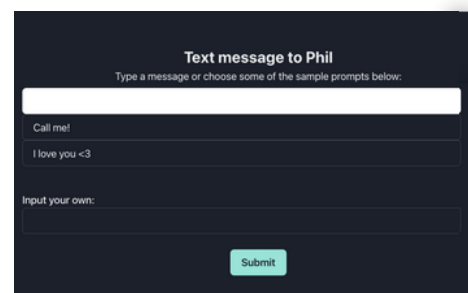 Text message to Phil
Type a message or choose some of the sample prompts below:
Call me!
I love you <3
Input your own:
Submit